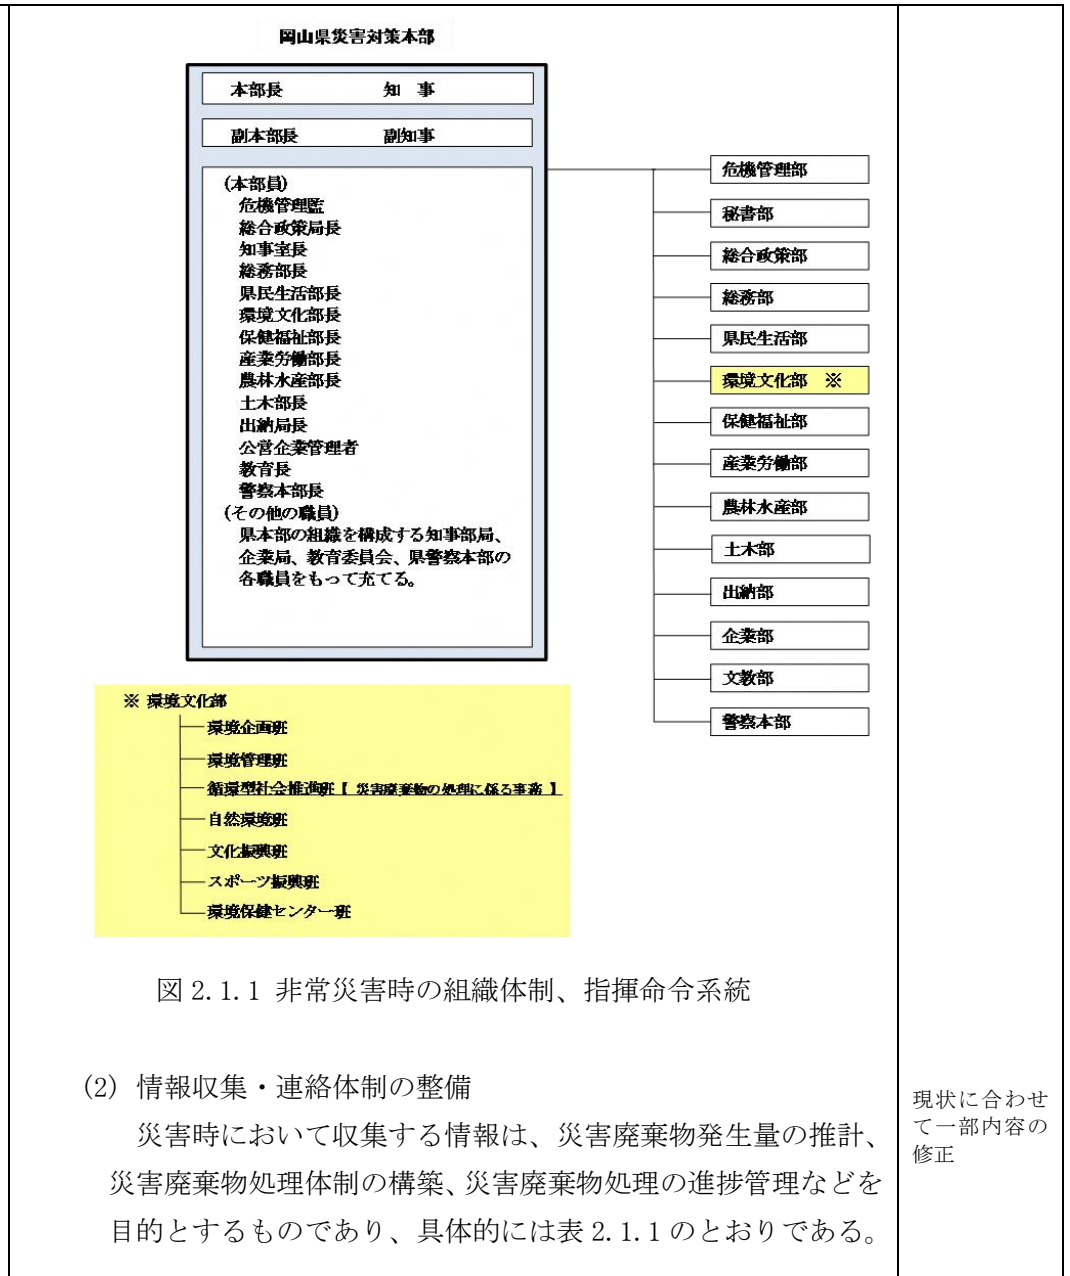 岡山県災害対策本部
本部長 知 事
副本部長 副知事
(本部員)
危機管理監
総合政策局長
知事室長
総務部長
県民生活部長
環境文化部長
保健福祉部長
産業労働部長
農林水産部長
土木部長
出納局長
公営企業管理者
教育長
警察本部長
(その他の職員)
県本部の組織を構成する知事部局、
企業局、教育委員会、県警察本部の
各職員をもって充てる。
危機管理部
秘書部
総合政策部
総務部
県民生活部
環境文化部 ※
保健福祉部
産業労働部
農林水産部
土木部
出納部
企業部
文教部
警察本部
※ 環境文化部
環境企画班
環境管理班
循環型社会推進班【 災害廃棄物の処理に係る事務 】
自然環境班
文化振興班
スポーツ振興班
環境保健センター班
図 2.1.1 非常災害時の組織体制、指揮命令系統
(2) 情報収集・連絡体制の整備
災害時において収集する情報は、災害廃棄物発生量の推計、
災害廃棄物処理体制の構築、災害廃棄物処理の進捗管理などを
目的とするものであり、具体的には表 2.1.1 のとおりである。
現状に合わせ
て一部内容の
修正